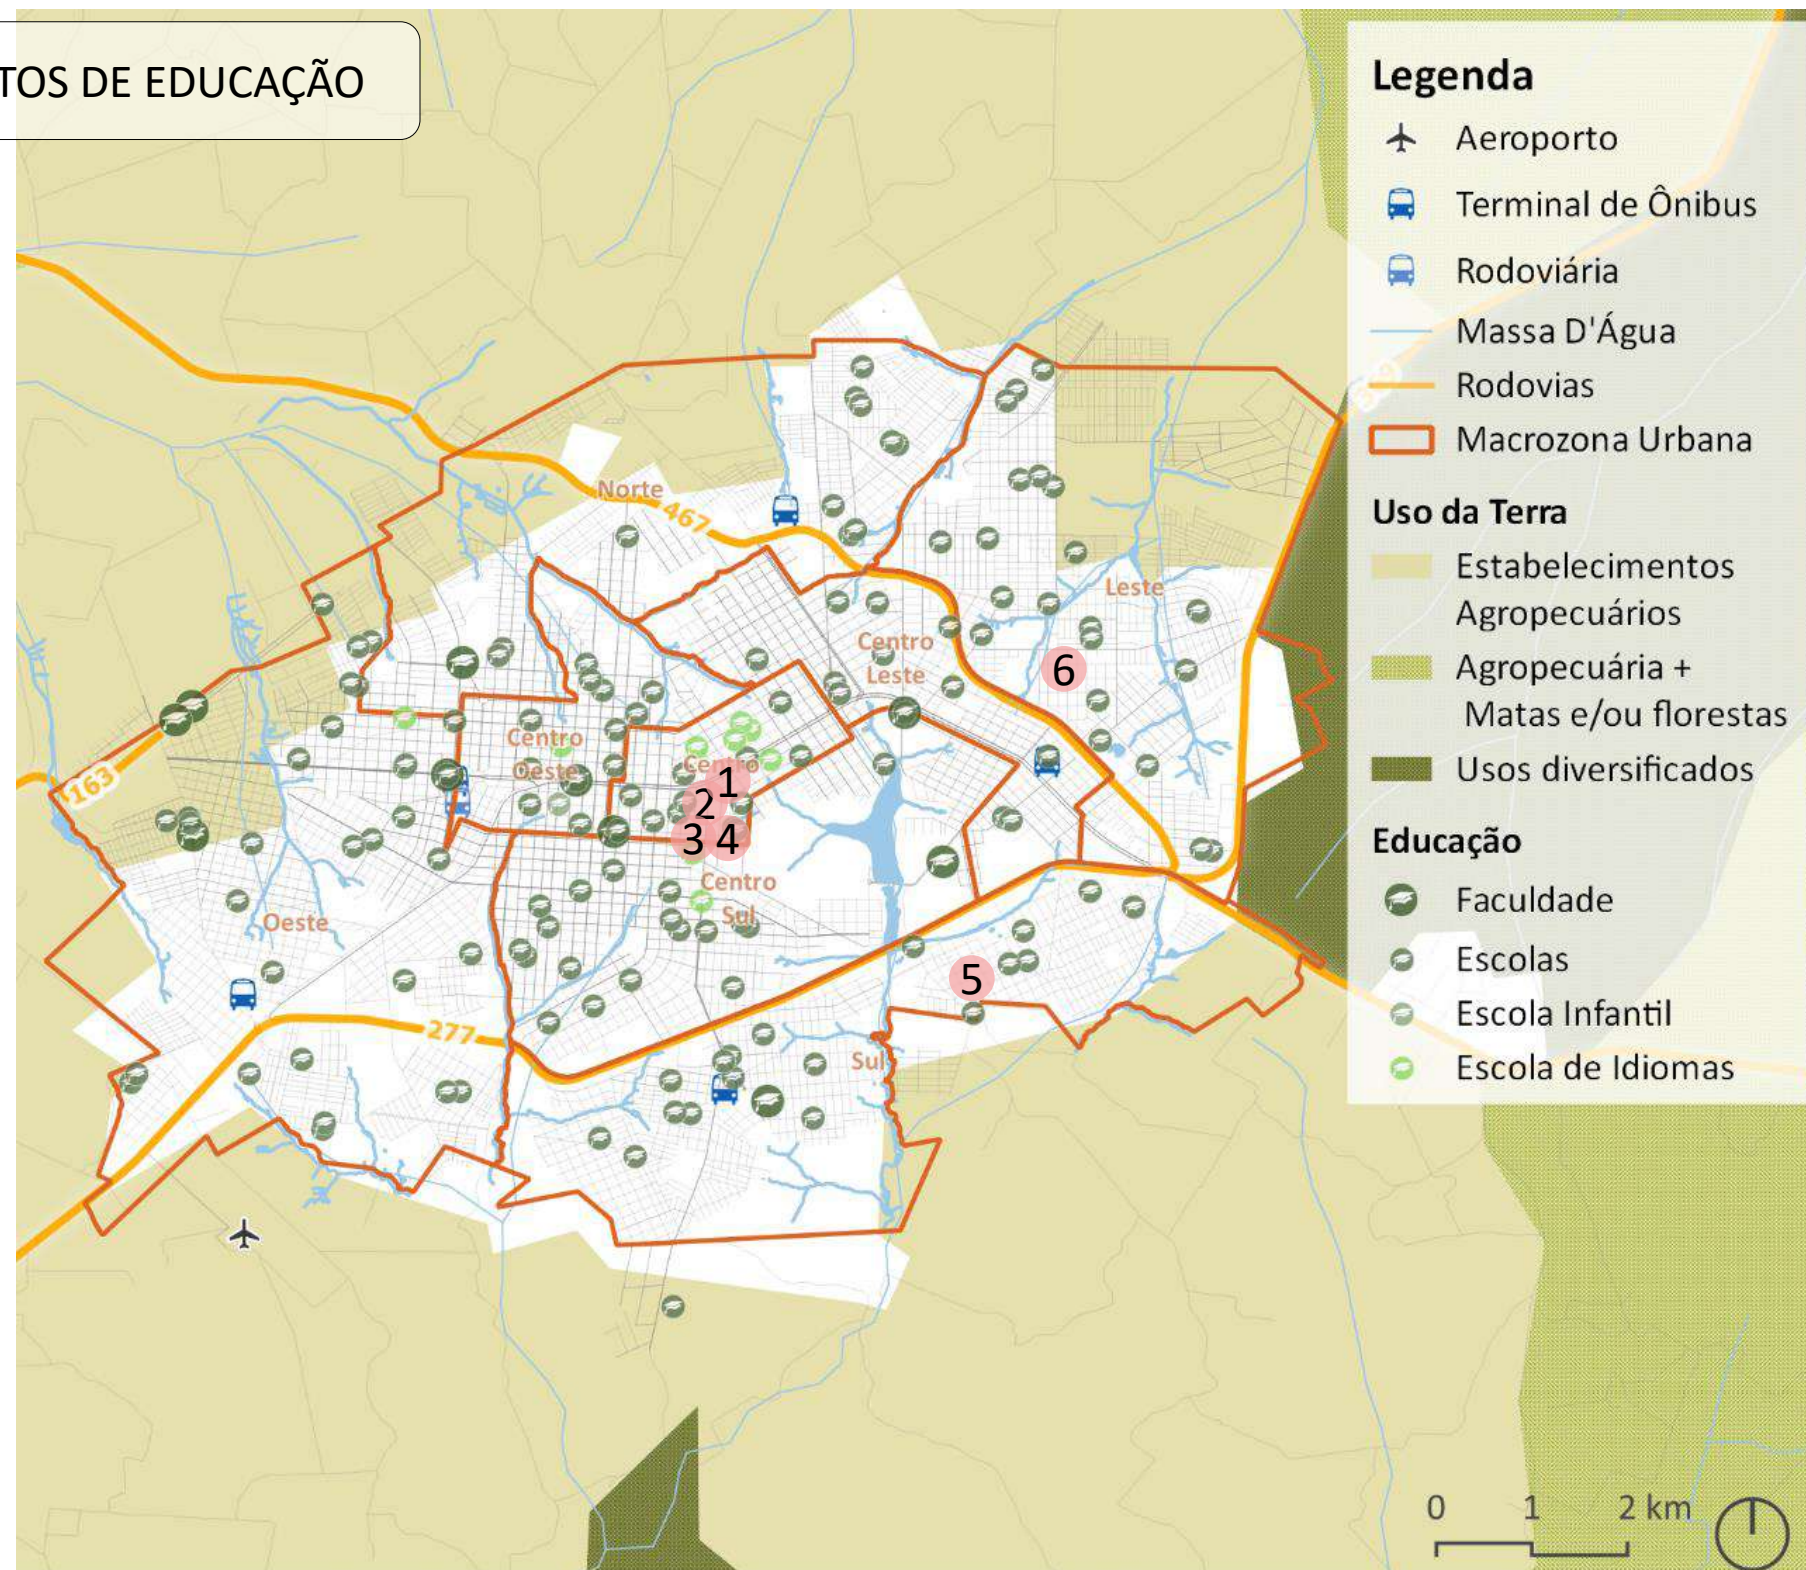 TOS DE EDUCAÇÃO
Legenda
Aeroporto
Terminal de Ônibus
Rodoviária
Massa D'Água
Rodovias
Macrozona Urbana
Uso da Terra
Estabelecimentos
Agropecuários
Agropecuária +
Matas e/ou florestas
Usos diversificados
Educação
Faculdade
Escolas
Escola Infantil
Escola de Idiomas
Norte
467
Leste
Centro
Leste
6
163
Centro
Oeste
Centro
1
2
3
4
Centro
Sul
Oeste
5
277
Sul
0 1 2 km